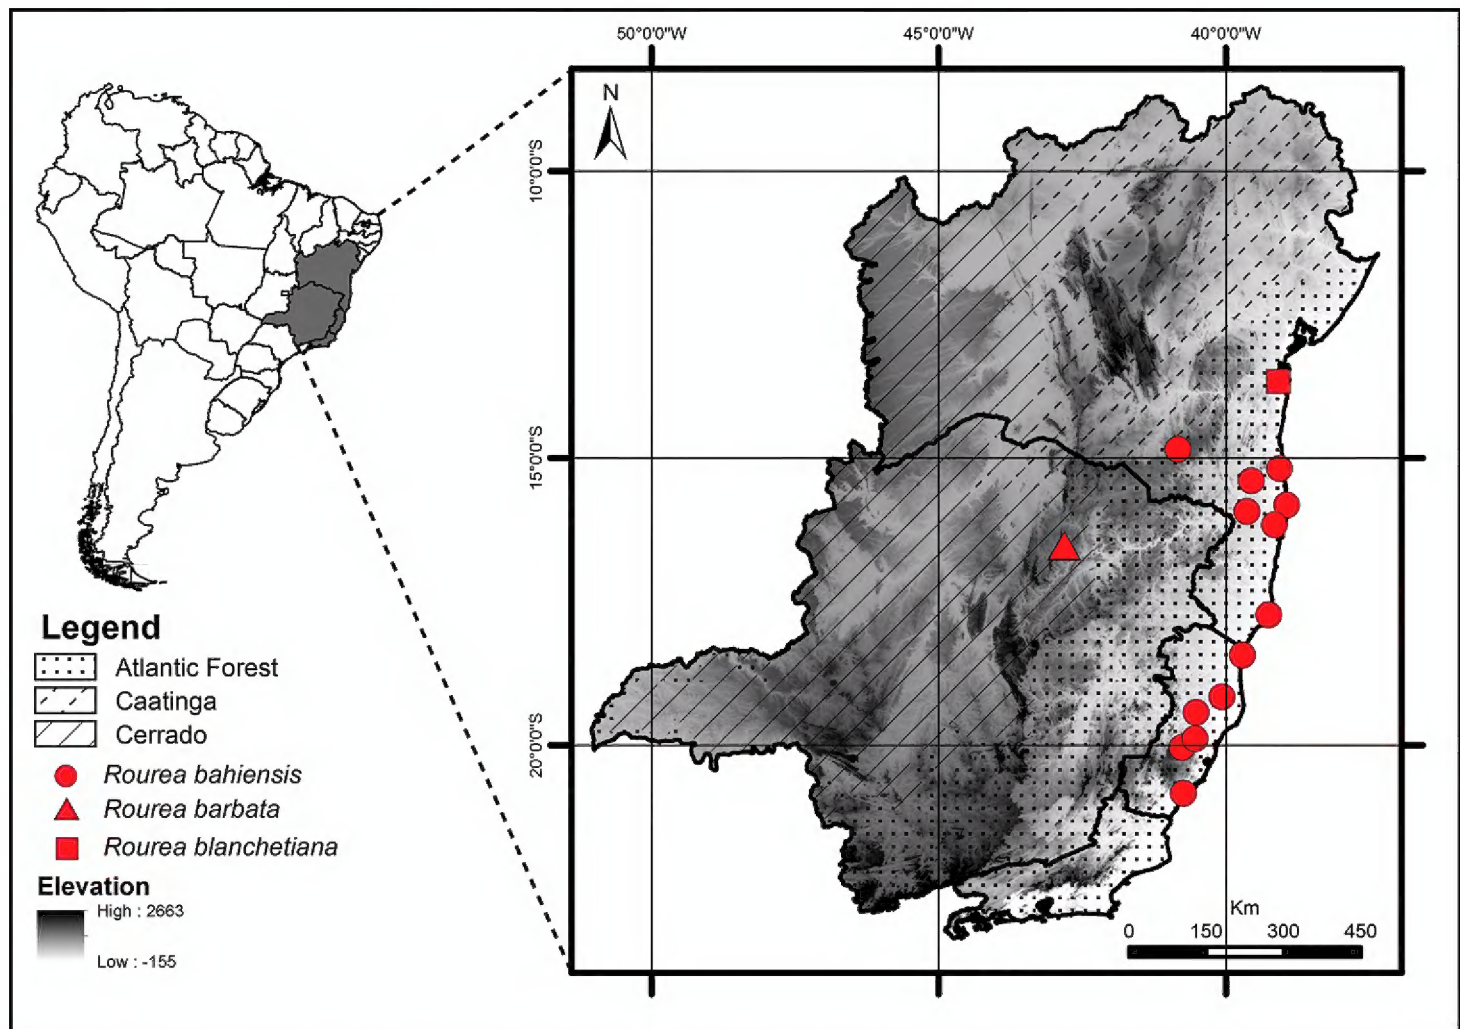 50°0'0"W 45°0'0"W 40°0'0"W
N
10°0'0"S
15°0'0"S
20°0'0"S
Legend
Atlantic Forest
Caatinga
Cerrado
Rourea bahiensis
Rourea barbata
Rourea blanchetiana
Elevation
High : 2663
Low : -155
Km
0 150 300 450